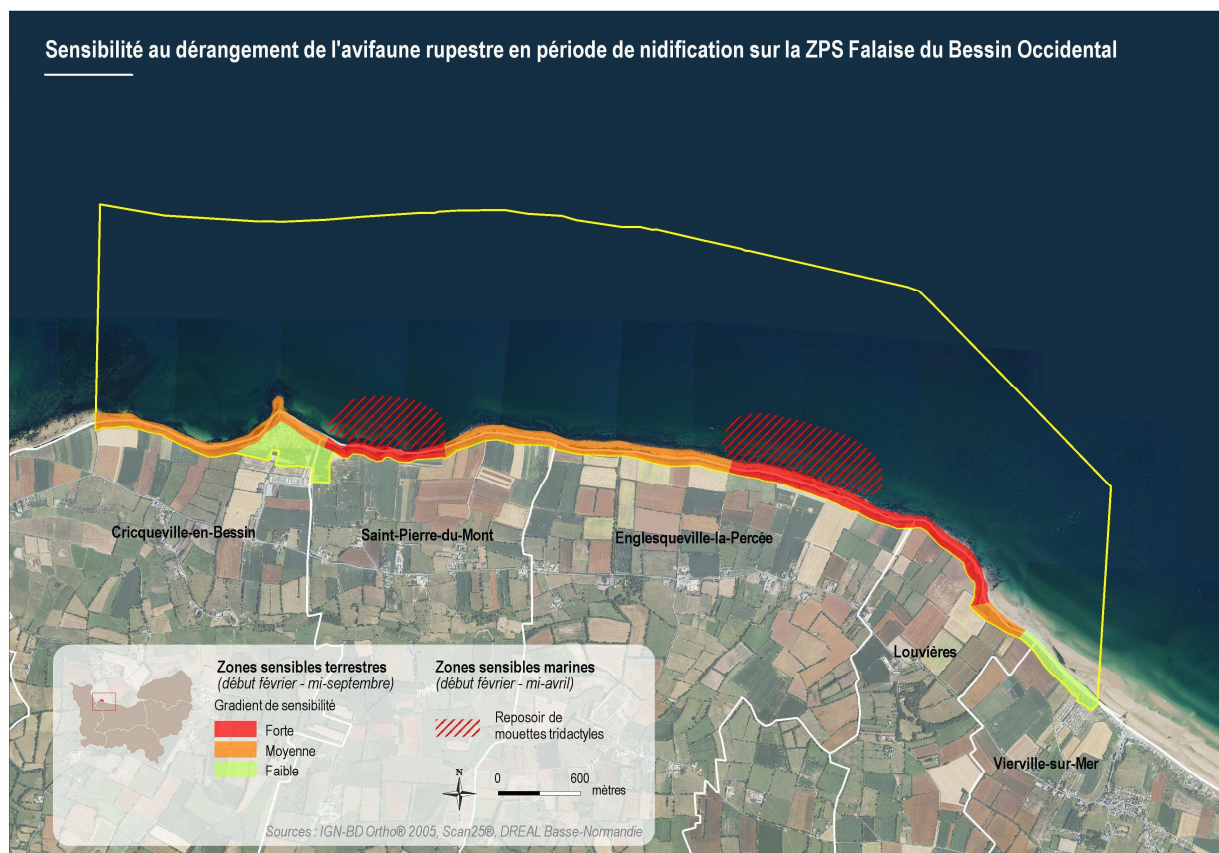 Sensibilité au dérangement de l'avifaune rupestre en période de nidification sur la ZPS Falaise du Bessin Occidental
Cricqueville-en-Bessin
Saint-Pierre-du-Mont
Englesqueville-la-Percée
Louvières
Vierville-sur-Mer
Zones sensibles terrestres
(début février - mi-septembre)
Gradient de sensibilité
Forte
Moyenne
Faible
Zones sensibles marines
(début février - mi-avril)
Reposoir de
mouettes tridactyles
N
0 600
mètres
Sources : IGN-BD Ortho® 2005, Scan25®, DREAL Basse-Normandie